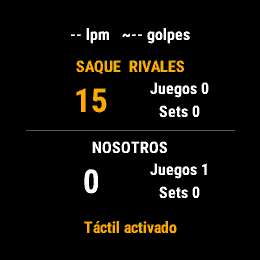 -- lpm ~-- golpes
SAQUE RIVALES
15
Juegos 0
Sets 0
NOSOTROS
0
Juegos 1
Sets 0
Táctil activado